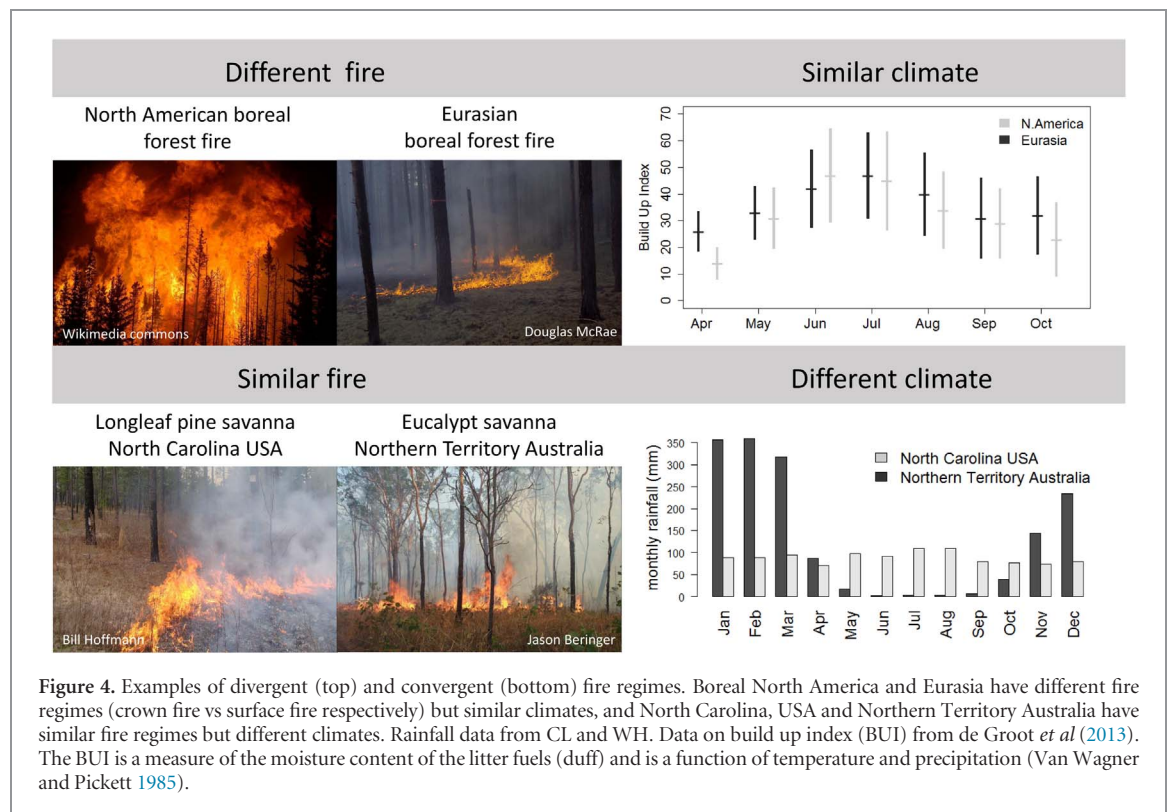 Different fire
Similar climate
North American boreal
forest fire
Eurasian
boreal forest fire
Wikimedia commons
Douglas McRae
Build Up Index
70
60
50
40
30
20
10
0
N.America
Eurasia
Apr
May
Jun
Jul
Aug
Sep
Oct
Similar fire
Different climate
Longleaf pine savanna
North Carolina USA
Eucalypt savanna
Northern Territory Australia
Bill Hoffmann
Jason Beringer
monthly rainfall (mm)
350
300
250
200
150
100
50
0
North Carolina USA
Northern Territory Australia
Jan
Feb
Mar
Apr
May
Jun
Jul
Aug
Sep
Oct
Nov
Dec
Figure 4. Examples of divergent (top) and convergent (bottom) fire regimes. Boreal North America and Eurasia have different fire
regimes (crown fire vs surface fire respectively) but similar climates, and North Carolina, USA and Northern Territory Australia have
similar fire regimes but different climates. Rainfall data from CL and WH. Data on build up index (BUI) from de Groot et al (2013).
The BUI is a measure of the moisture content of the litter fuels (duff) and is a function of temperature and precipitation (Van Wagner
and Pickett 1985).